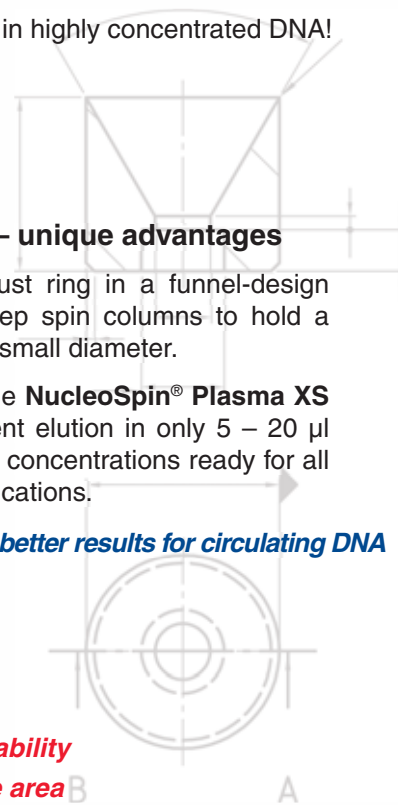 in highly concentrated DNA!
– unique advantages
ust ring in a funnel-design
ep spin columns to hold a
small diameter.
e NucleoSpin® Plasma XS
ent elution in only 5 – 20 µl
concentrations ready for all
cations.
better results for circulating DNA
ability
e area
B A